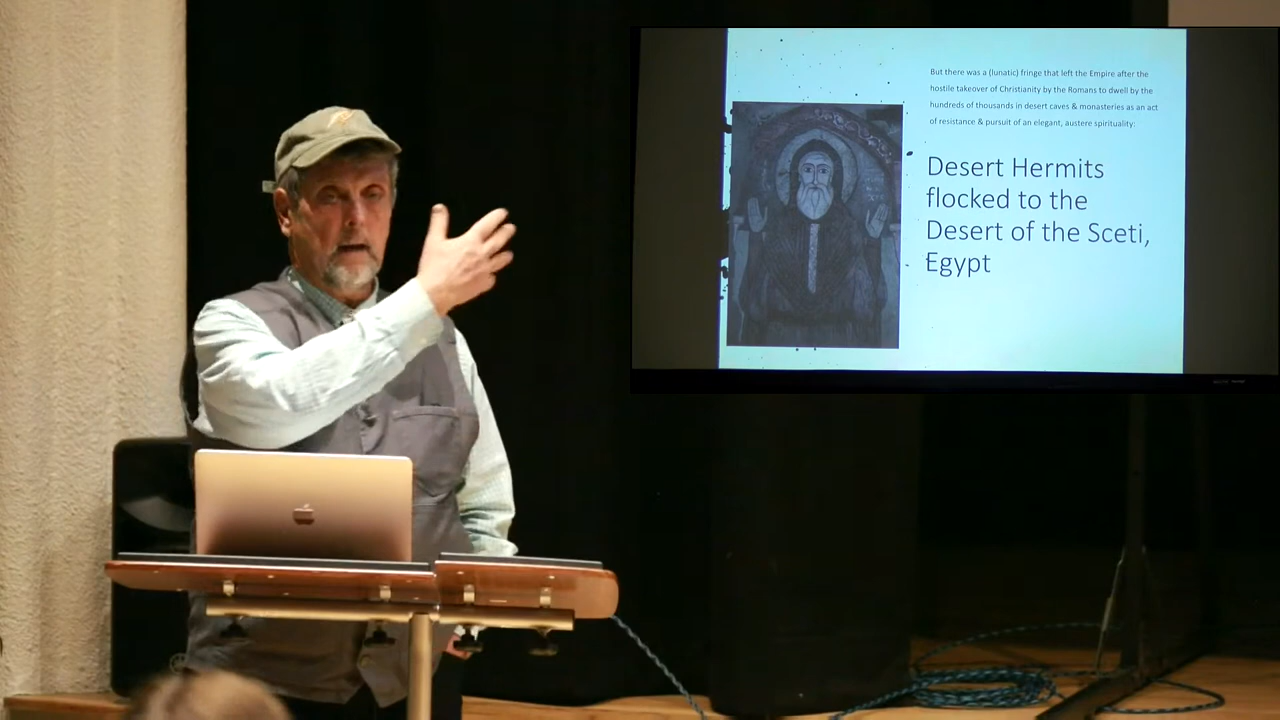 But there was a (lunatic) fringe that left the Empire after the
hostile takeover of Christianity by the Romans to dwell by the
hundreds of thousands in desert caves & monasteries as an act
of resistance & pursuit of an elegant, austere spirituality:
Desert Hermits
flocked to the
Desert of the Sceti,
Egypt